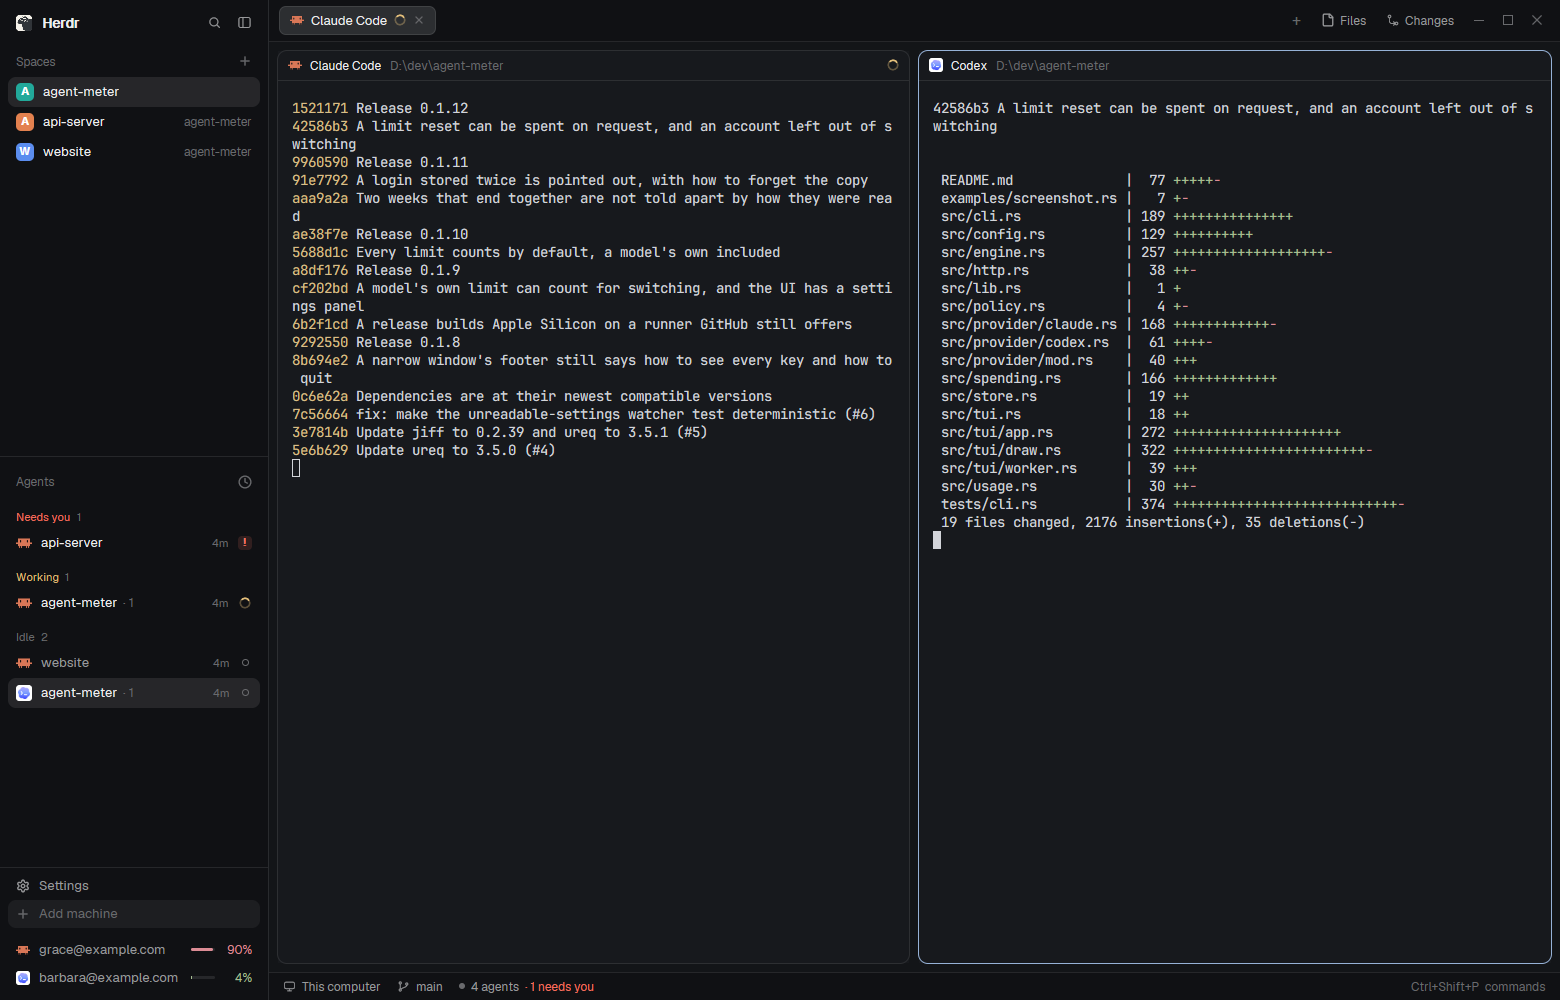 Herdr
Spaces
A agent-meter
A api-server agent-meter
W website agent-meter
Agents
Needs you 1
api-server 4m !
Working 1
agent-meter · 1 4m
Idle 2
website 4m
agent-meter · 1 4m
Settings
Add machine
grace@example.com 90%
barbara@example.com 4%
Claude Code
Files
Changes
Claude Code D:\dev\agent-meter
1521171 Release 0.1.12
42586b3 A limit reset can be spent on request, and an account left out of s
witching
9960590 Release 0.1.11
91e7792 A login stored twice is pointed out, with how to forget the copy
aaa9a2a Two weeks that end together are not told apart by how they were rea
d
ae38f7e Release 0.1.10
5688d1c Every limit counts by default, a model's own included
a8df176 Release 0.1.9
cf202bd A model's own limit can count for switching, and the UI has a setti
ngs panel
6b2f1cd A release builds Apple Silicon on a runner GitHub still offers
9292550 Release 0.1.8
8b694e2 A narrow window's footer still says how to see every key and how to
quit
0c6e62a Dependencies are at their newest compatible versions
7c56664 fix: make the unreadable-settings watcher test deterministic (#6)
3e7814b Update jiff to 0.2.39 and ureq to 3.5.1 (#5)
5e6b629 Update ureq to 3.5.0 (#4)
Codex D:\dev\agent-meter
42586b3 A limit reset can be spent on request, and an account left out of s
witching
README.md | 77 +++++-
examples/screenshot.rs | 7 +-
src/cli.rs | 189 +++++++++++++++
src/config.rs | 129 ++++++++++
src/engine.rs | 257 +++++++++++++++++++-
src/http.rs | 38 ++-
src/lib.rs | 1 +
src/policy.rs | 4 +-
src/provider/claude.rs | 168 ++++++++++++-
src/provider/codex.rs | 61 ++++-
src/provider/mod.rs | 40 +++
src/spending.rs | 166 +++++++++++++
src/store.rs | 19 ++
src/tui.rs | 18 ++
src/tui/app.rs | 272 +++++++++++++++++++++
src/tui/draw.rs | 322 ++++++++++++++++++++++++-
src/tui/worker.rs | 39 +++
src/usage.rs | 30 ++-
tests/cli.rs | 374 ++++++++++++++++++++++++++++-
19 files changed, 2176 insertions(+), 35 deletions(-)
This computer
main
4 agents · 1 needs you
Ctrl+Shift+P commands